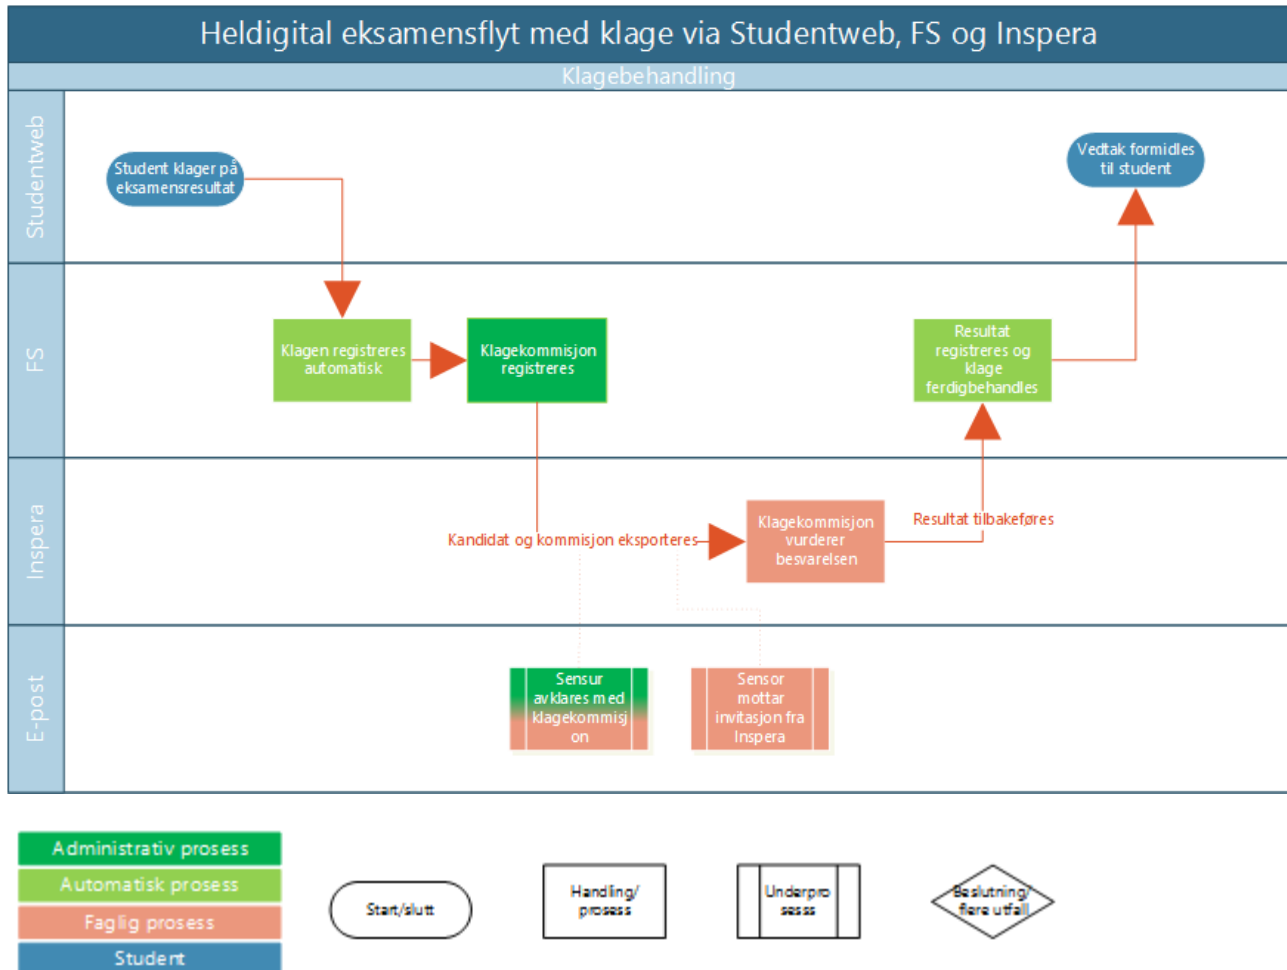 Heldigital eksamensflyt med klage via Studentweb, FS og Inspera
Klagebehandling
Studentweb
Student klager på
eksamensresultat
Vedtak formidles
til student
FS
Klagen registreres
automatisk
Klagekommisjon
registreres
Resultat
registreres og
klage
ferdigbehandles
Inspera
Kandidat og kommisjon eksporteres
Klagekommisjon
vurderer
besvarelsen
Resultat tilbakeføres
E-post
Sensur
avklares med
klagekommisj
on
Sensor
mottar
invitasjon fra
Inspera
Administrativ prosess
Automatisk prosess
Faglig prosess
Student
Start/slutt
Handling/
prosess
Underpro
sesss
Beslutning/
flere utfall